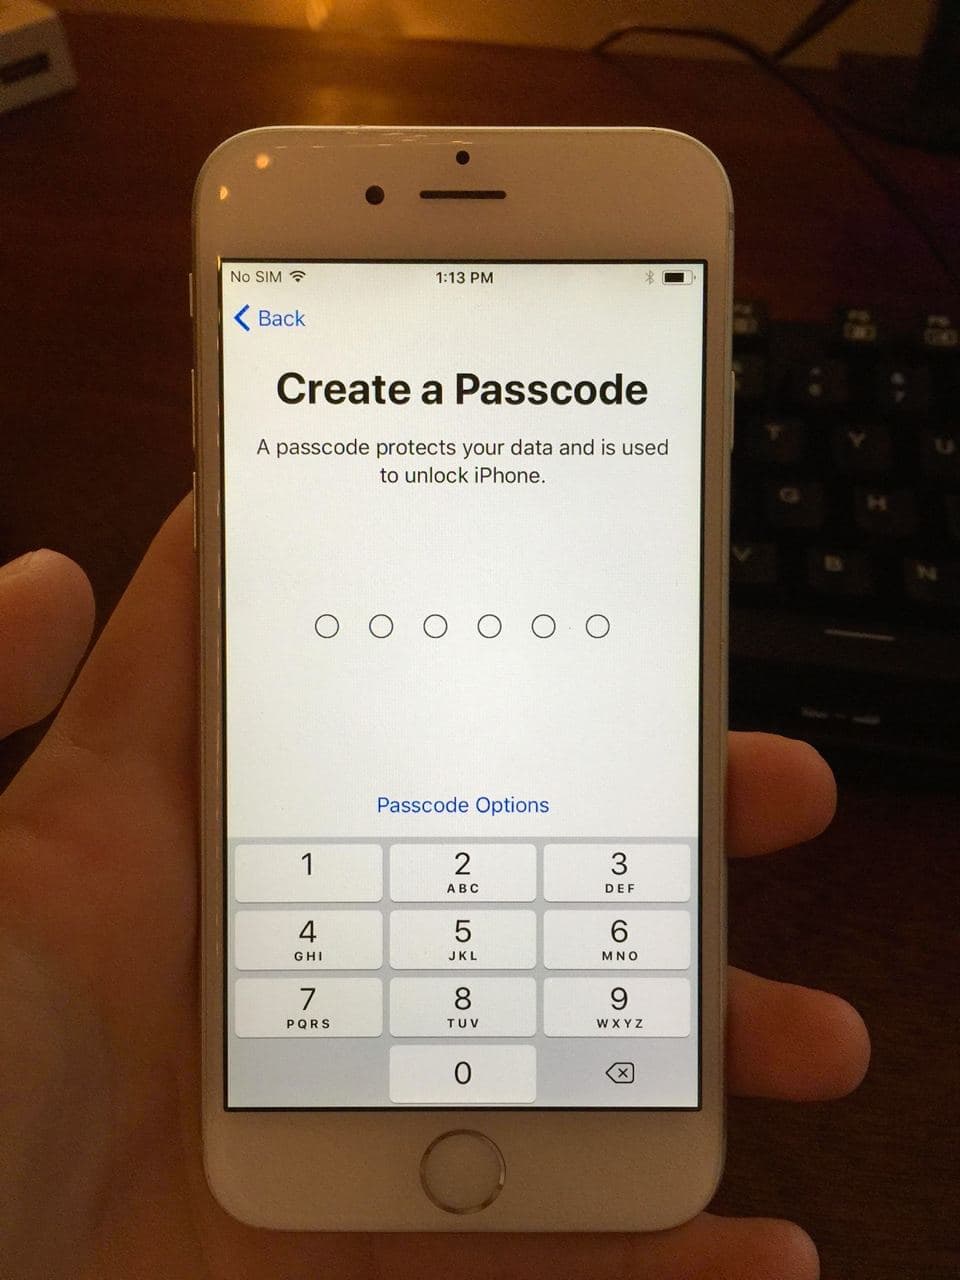 No SIM 1:13 PM
Back
Create a Passcode
A passcode protects your data and is used
to unlock iPhone.
Passcode Options
1 2 3
ABC DEF
4 5 6
GHI JKL MNO
7 8 9
PQRS TUV WXYZ
0
T Y U
G H
V B N